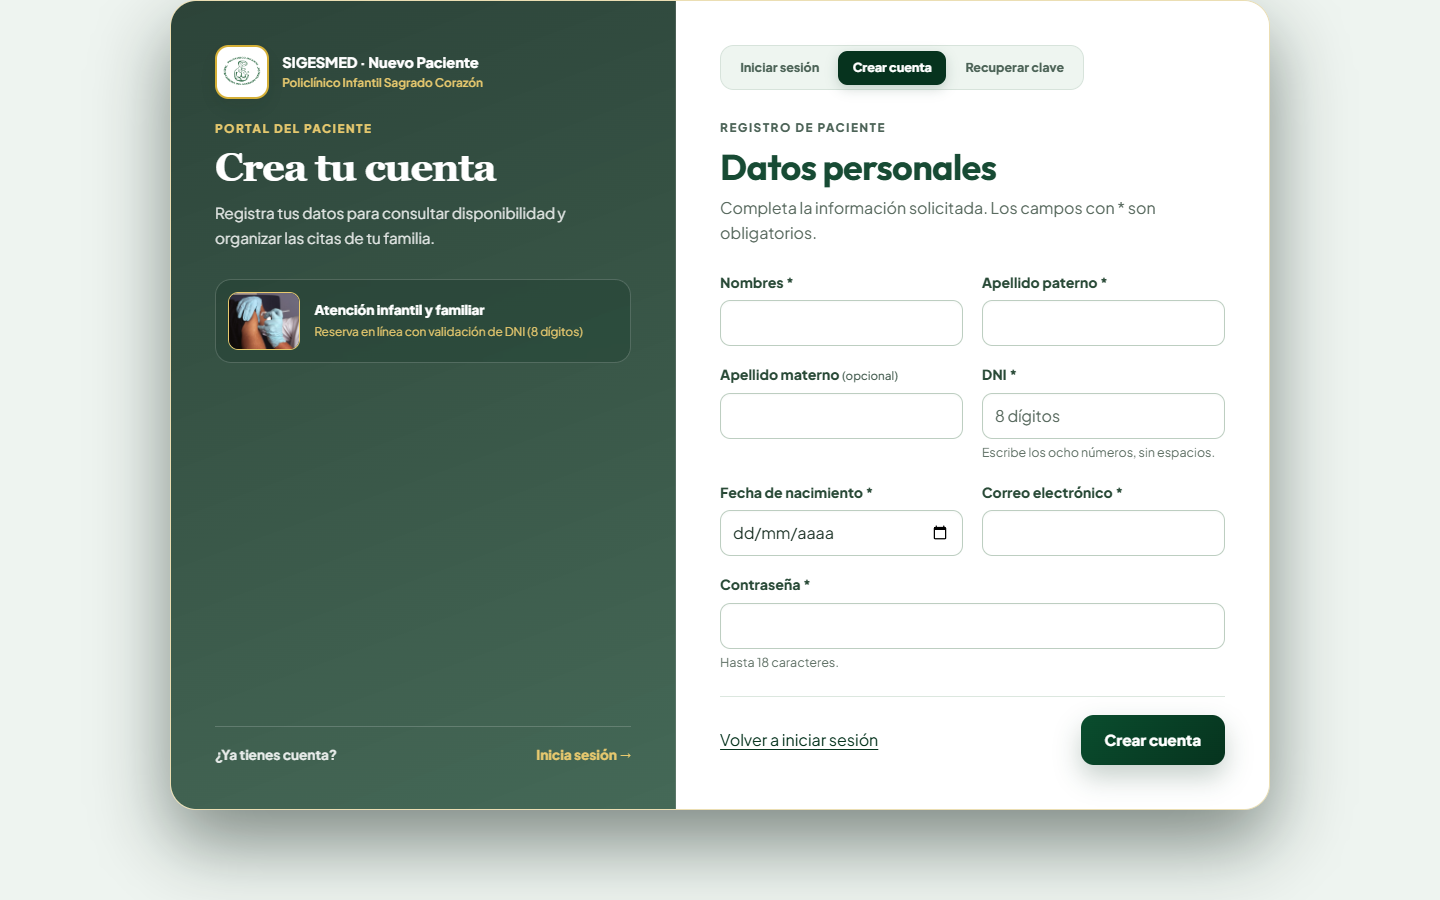 SIGESMED · Nuevo Paciente
Policlínico Infantil Sagrado Corazón
PORTAL DEL PACIENTE
Crea tu cuenta
Registra tus datos para consultar disponibilidad y
organizar las citas de tu familia.
Atención infantil y familiar
Reserva en línea con validación de DNI (8 dígitos)
¿Ya tienes cuenta?
Inicia sesión →
Iniciar sesión
Crear cuenta
Recuperar clave
REGISTRO DE PACIENTE
Datos personales
Completa la información solicitada. Los campos con * son
obligatorios.
Nombres *
Apellido paterno *
Apellido materno (opcional)
DNI *
8 dígitos
Escribe los ocho números, sin espacios.
Fecha de nacimiento *
Correo electrónico *
dd/mm/aaaa
Contraseña *
Hasta 18 caracteres.
Volver a iniciar sesión
Crear cuenta